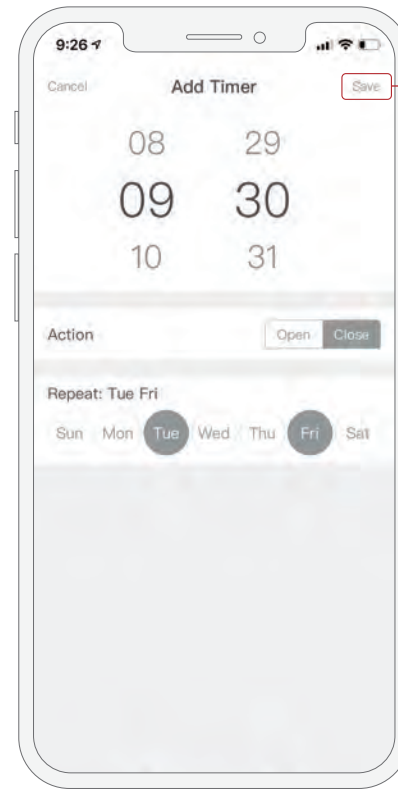 9:26
Cancel Add Timer Save
08 29
09 30
10 31
Action Open Close
Repeat: Tue Fri
Sun Mon Tue Wed Thu Fri Sat